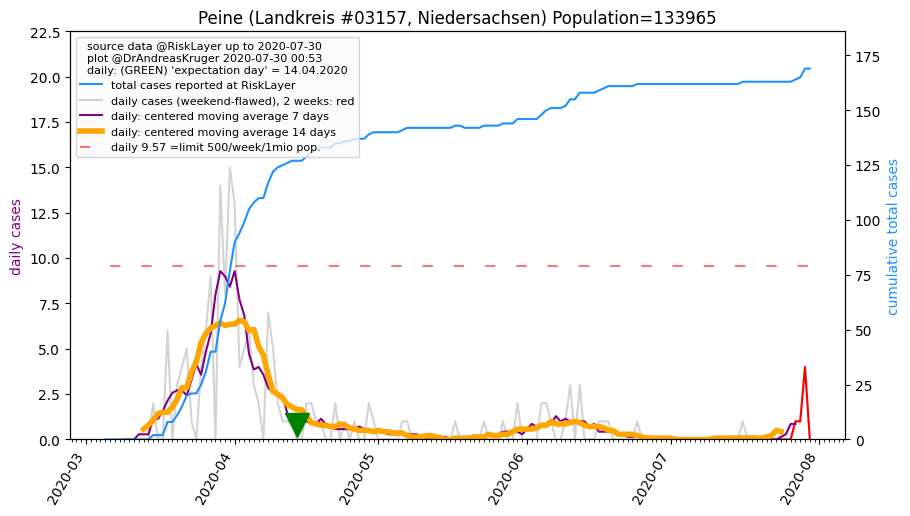 Peine (Landkreis #03157, Niedersachsen) Population=133965
source data @RiskLayer up to 2020-07-30
plot @DrAndreasKruger 2020-07-30 00:53
daily: (GREEN) 'expectation day' = 14.04.2020
total cases reported at RiskLayer
daily cases (weekend-flawed), 2 weeks: red
daily: centered moving average 7 days
daily: centered moving average 14 days
daily 9.57 =limit 500/week/1mio pop.
daily cases
22.5
20.0
17.5
15.0
12.5
10.0
7.5
5.0
2.5
0.0
cumulative total cases
175
150
125
100
75
50
25
0
2020-03
2020-04
2020-05
2020-06
2020-07
2020-08